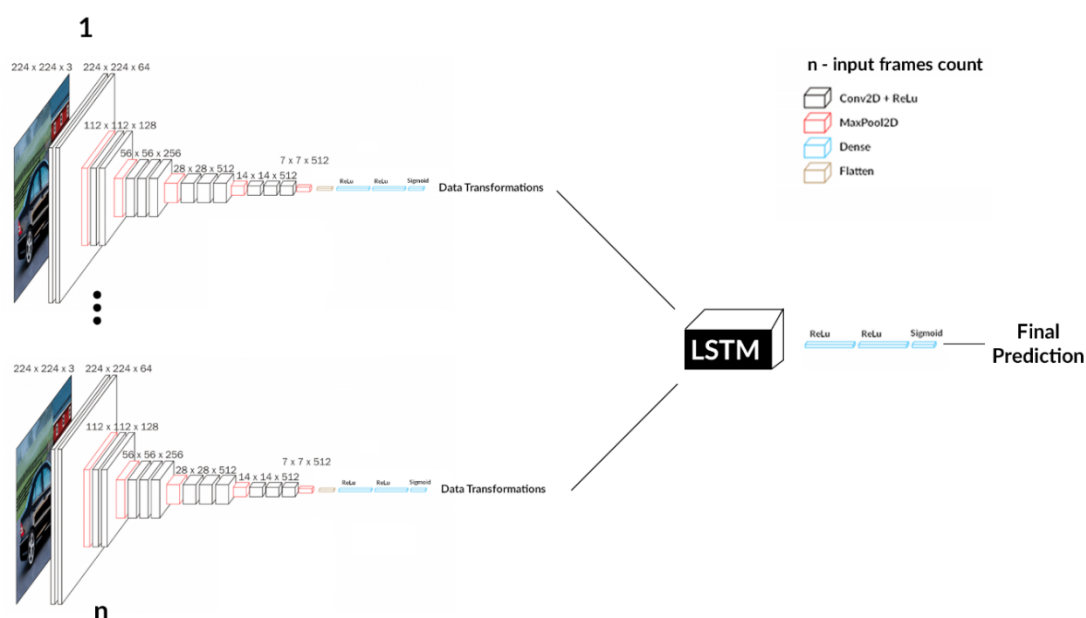 1
224 x 224 x 3
224 x 224 x 64
112 x 112 x 128
56 x 56 x 256
28 x 28 x 512
14 x 14 x 512
7 x 7 x 512
ReLu
ReLu
Sigmoid
Data Transformations
n - input frames count
Conv2D + ReLu
MaxPool2D
Dense
Flatten
LSTM
ReLu
ReLu
Sigmoid
Final
Prediction
224 x 224 x 3
224 x 224 x 64
112 x 112 x 128
56 x 56 x 256
28 x 28 x 512
14 x 14 x 512
7 x 7 x 512
ReLu
ReLu
Sigmoid
Data Transformations
n